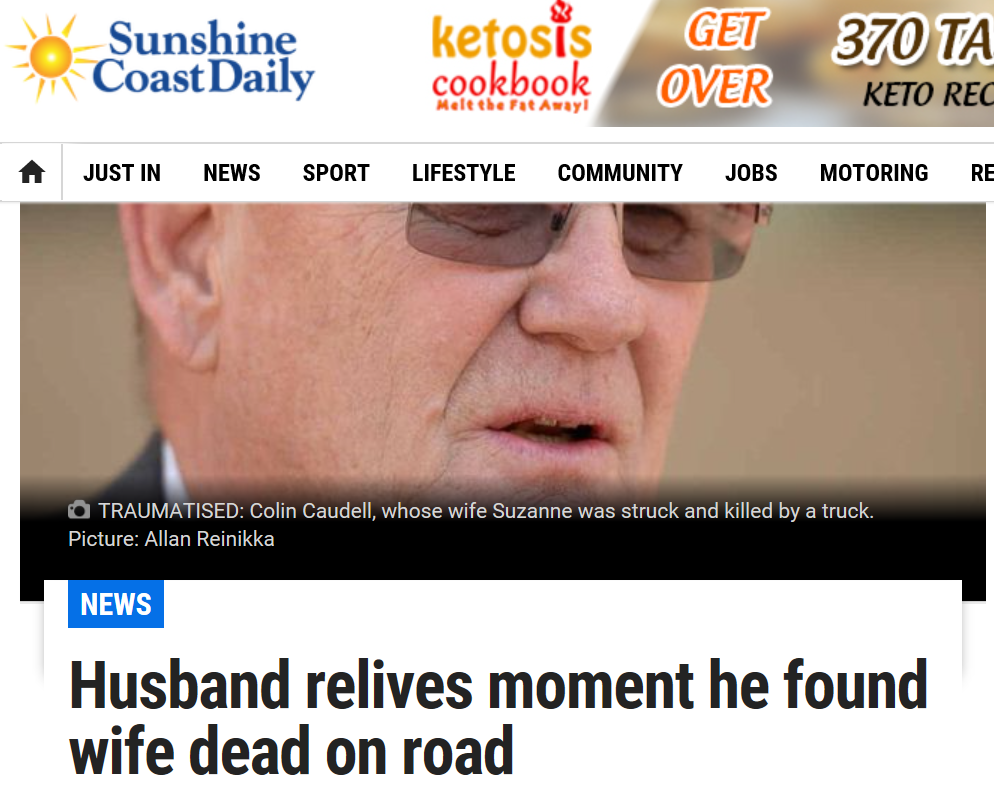 Sunshine
Coast Daily
ketosis
cookbook
Melt the Fat Away!
GET
OVER
370 TA
KETO REC
JUST IN NEWS SPORT LIFESTYLE COMMUNITY JOBS MOTORING RE
TRAUMATISED: Colin Caudell, whose wife Suzanne was struck and killed by a truck.
Picture: Allan Reinikka
NEWS
Husband relives moment he found
wife dead on road